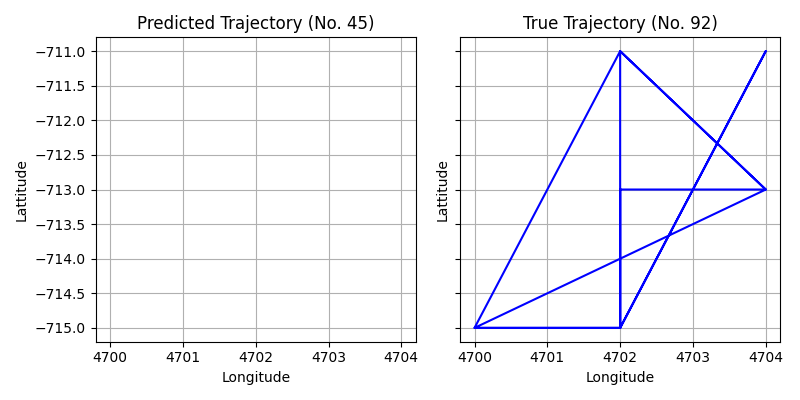 Predicted Trajectory (No. 45)
True Trajectory (No. 92)
−711.0
−711.5
−712.0
−712.5
−713.0
−713.5
−714.0
−714.5
−715.0
Lattitude
Lattitude
4700 4701 4702 4703 4704
4700 4701 4702 4703 4704
Longitude
Longitude